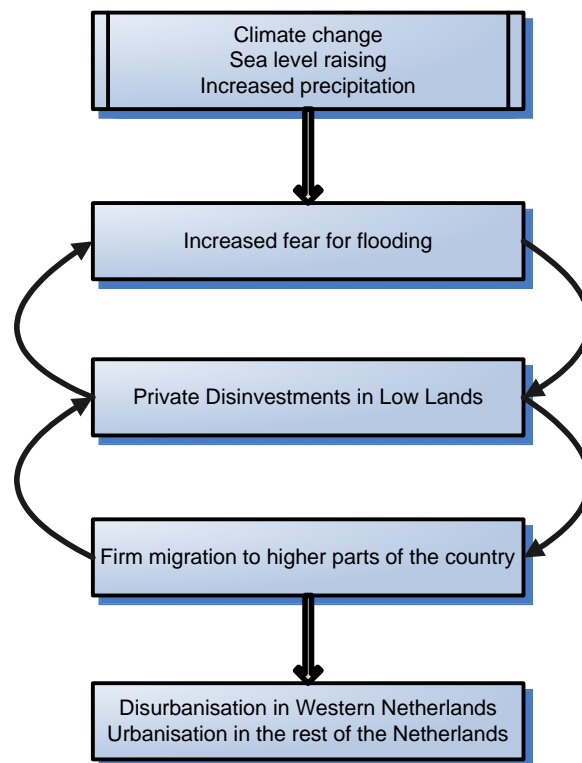 Climate change
Sea level raising
Increased precipitation
Increased fear for flooding
Private Disinvestments in Low Lands
Firm migration to higher parts of the country
Disurbanisation in Western Netherlands
Urbanisation in the rest of the Netherlands